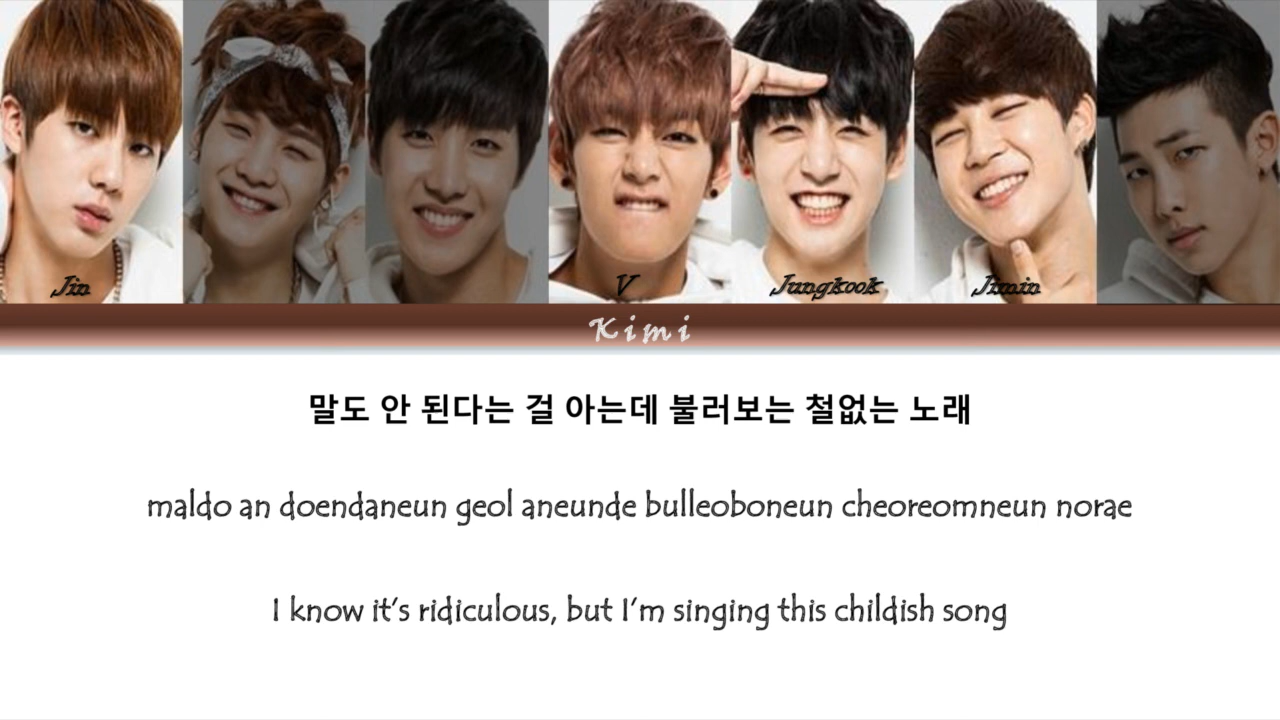 Jin V Jungkook Jimin
Kimi
말도 안 된다는 걸 아는데 불러보는 철없는 노래
maldo an doendaneun geol aneunde bulleoboneun cheoreomneun norae
I know it's ridiculous, but I'm singing this childish song